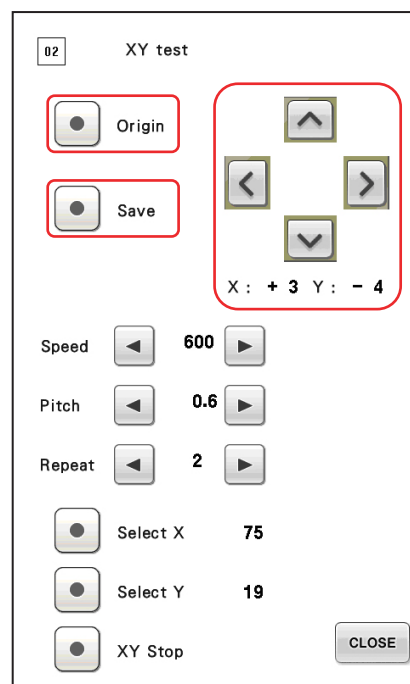 02 XY test
Origin
Save
X : + 3 Y : - 4
Speed 600
Pitch 0.6
Repeat 2
Select X 75
Select Y 19
XY Stop
CLOSE